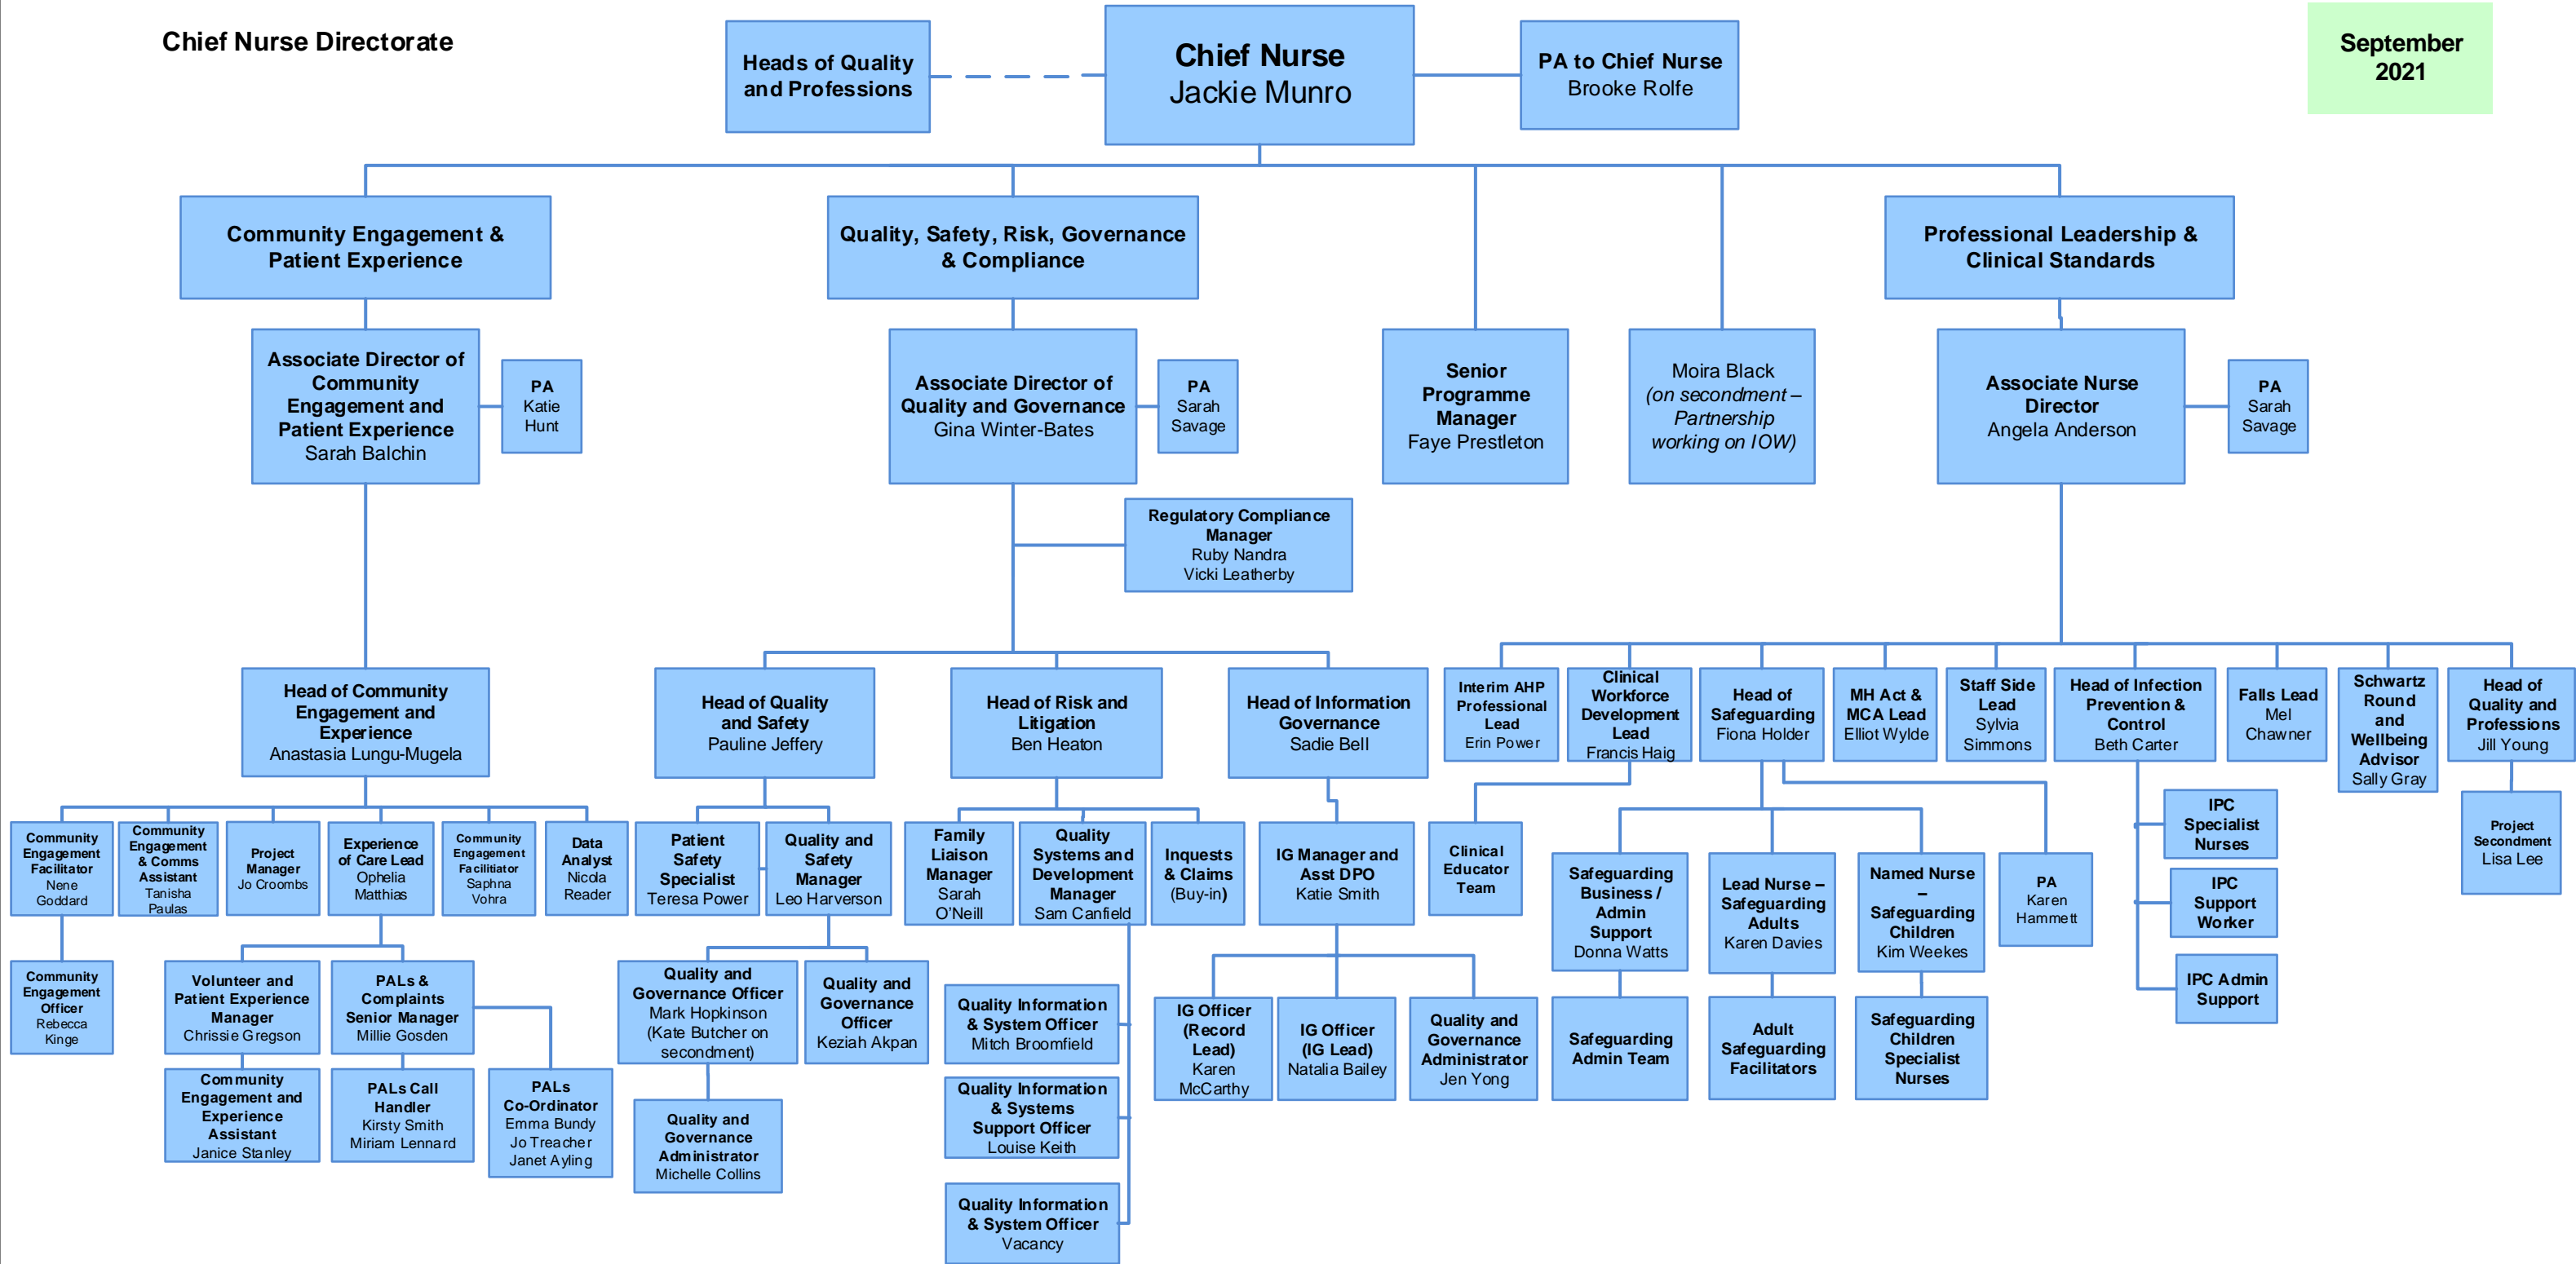 Chief Nurse Directorate
Heads of Quality
and Professions
Chief Nurse
Jackie Munro
PA to Chief Nurse
Brooke Rolfe
September
2021
Community Engagement &
Patient Experience
Quality, Safety, Risk, Governance
& Compliance
Professional Leadership &
Clinical Standards
Associate Director of
Community
Engagement and
Patient Experience
Sarah Balchin
PA
Katie
Hunt
Associate Director of
Quality and Governance
Gina Winter-Bates
PA
Sarah
Savage
Senior
Programme
Manager
Faye Prestleton
Moira Black
(on secondment –
Partnership
working on IOW)
Associate Nurse
Director
Angela Anderson
PA
Sarah
Savage
Regulatory Compliance
Manager
Ruby Nandra
Vicki Leatherby
Head of Community
Engagement and
Experience
Anastasia Lungu-Mugela
Head of Quality
and Safety
Pauline Jeffery
Head of Risk and
Litigation
Ben Heaton
Head of Information
Governance
Sadie Bell
Interim AHP
Professional
Lead
Erin Power
Clinical
Workforce
Development
Lead
Francis Haig
Head of
Safeguarding
Fiona Holder
MH Act &
MCA Lead
Elliot Wylde
Staff Side
Lead
Sylvia
Simmons
Head of Infection
Prevention &
Control
Beth Carter
Falls Lead
Mel
Chawner
Schwartz
Round
and
Wellbeing
Advisor
Sally Gray
Head of
Quality and
Professions
Jill Young
Community
Engagement
Facilitator
Nene
Goddard
Community
Engagement
& Comms
Assistant
Tanisha
Paulas
Project
Manager
Jo Croombs
Experience
of Care Lead
Ophelia
Matthias
Community
Engagement
Facilitiator
Saphna
Vohra
Data
Analyst
Nicola
Reader
Patient
Safety
Specialist
Teresa Power
Quality and
Safety
Manager
Leo Harverson
Family
Liaison
Manager
Sarah
O'Neill
Quality
Systems and
Development
Manager
Sam Canfield
Inquests
& Claims
(Buy-in)
IG Manager and
Asst DPO
Katie Smith
Clinical
Educator
Team
Safeguarding
Business /
Admin
Support
Donna Watts
Lead Nurse –
Safeguarding
Adults
Karen Davies
Named Nurse
–
Safeguarding
Children
Kim Weekes
PA
Karen
Hammett
IPC
Specialist
Nurses
IPC
Support
Worker
IPC Admin
Support
Project
Secondment
Lisa Lee
Community
Engagement
Officer
Rebecca
Kinge
Volunteer and
Patient Experience
Manager
Chrissie Gregson
PALs &
Complaints
Senior Manager
Millie Gosden
Quality and
Governance Officer
Mark Hopkinson
(Kate Butcher on
secondment)
Quality and
Governance
Officer
Keziah Akpan
Quality Information
& System Officer
Mitch Broomfield
IG Officer
(Record
Lead)
Karen
McCarthy
IG Officer
(IG Lead)
Natalia Bailey
Quality and
Governance
Administrator
Jen Yong
Safeguarding
Admin Team
Adult
Safeguarding
Facilitators
Safeguarding
Children
Specialist
Nurses
Community
Engagement and
Experience
Assistant
Janice Stanley
PALs Call
Handler
Kirsty Smith
Miriam Lennard
PALs
Co-Ordinator
Emma Bundy
Jo Treacher
Janet Ayling
Quality and
Governance
Administrator
Michelle Collins
Quality Information
& Systems
Support Officer
Louise Keith
Quality Information
& System Officer
Vacancy